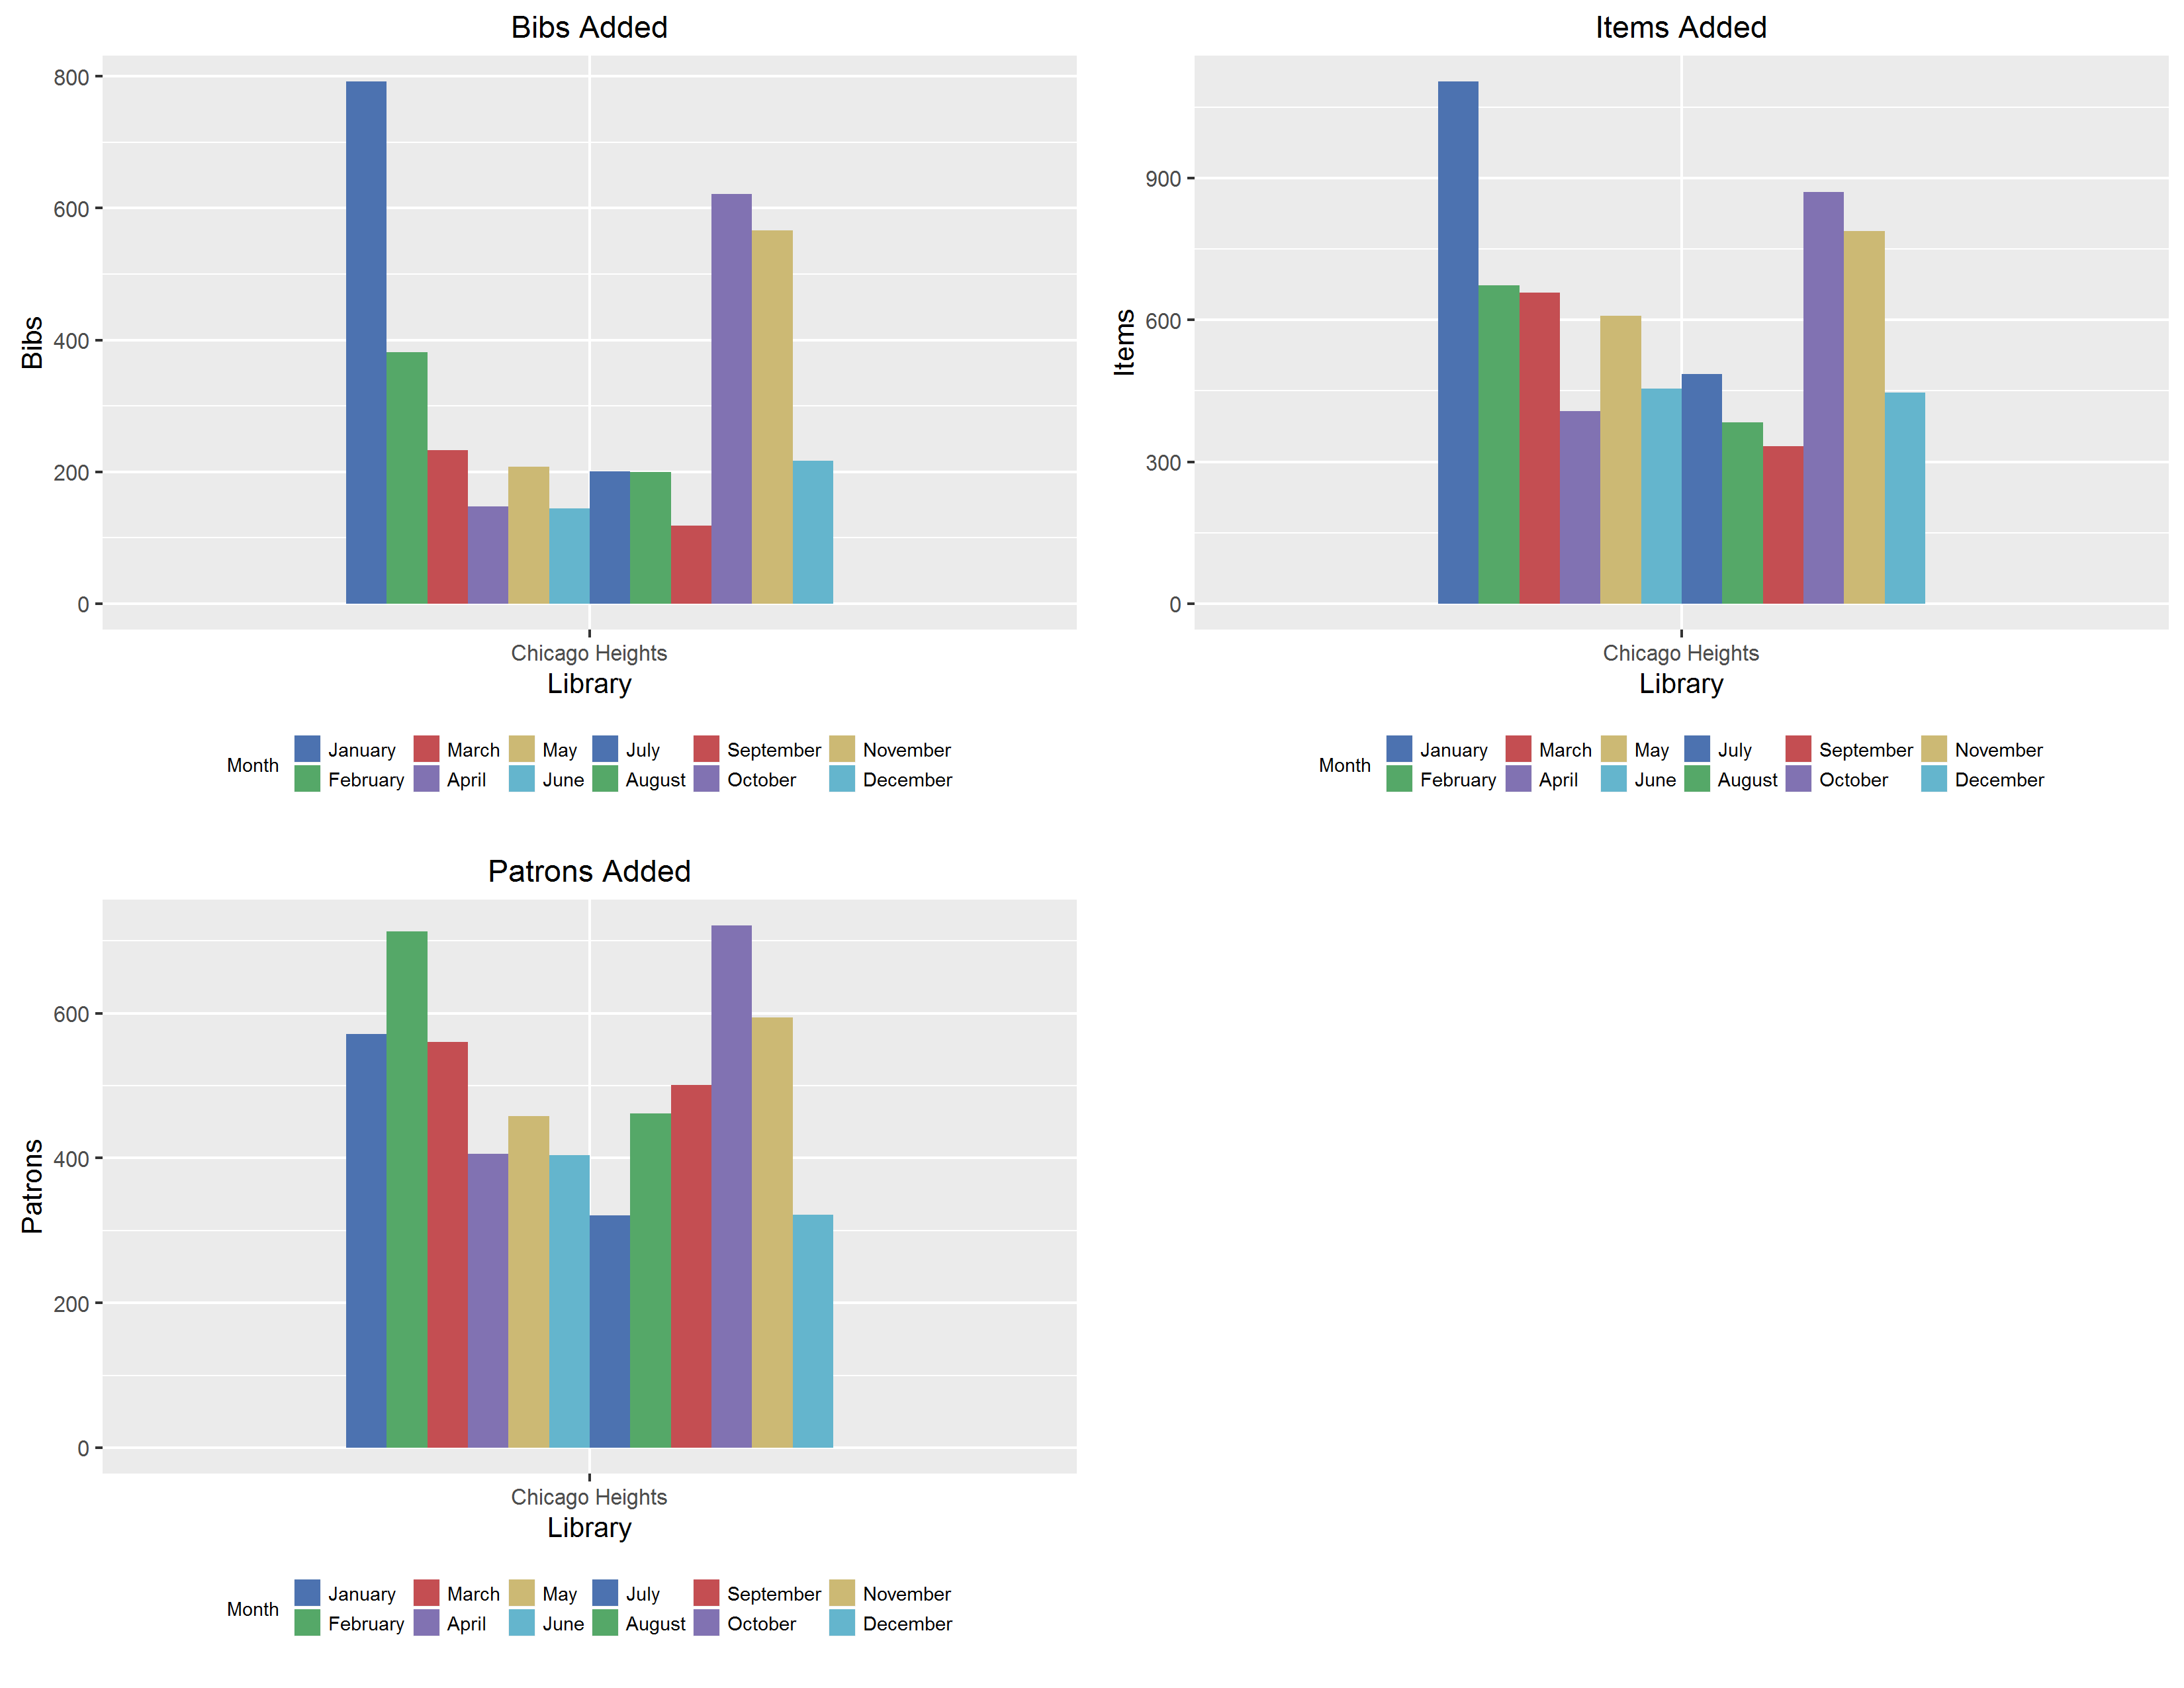 Bibs Added
800
600
400
200
0
Bibs
Chicago Heights
Library
Month
January March May July September November
February April June August October December
Items Added
900
600
300
0
Items
Chicago Heights
Library
Month
January March May July September November
February April June August October December
Patrons Added
600
400
200
0
Patrons
Chicago Heights
Library
Month
January March May July September November
February April June August October December